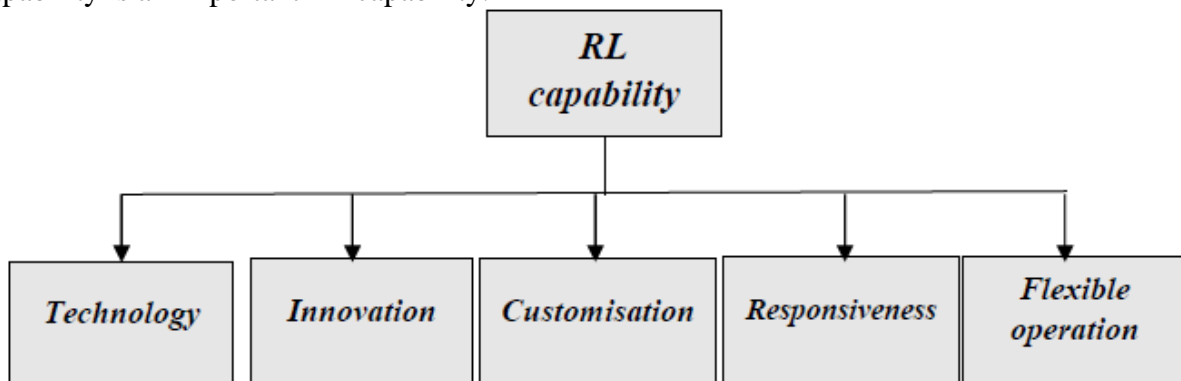 RL
capability
Technology
Innovation
Customisation
Responsiveness
Flexible
operation